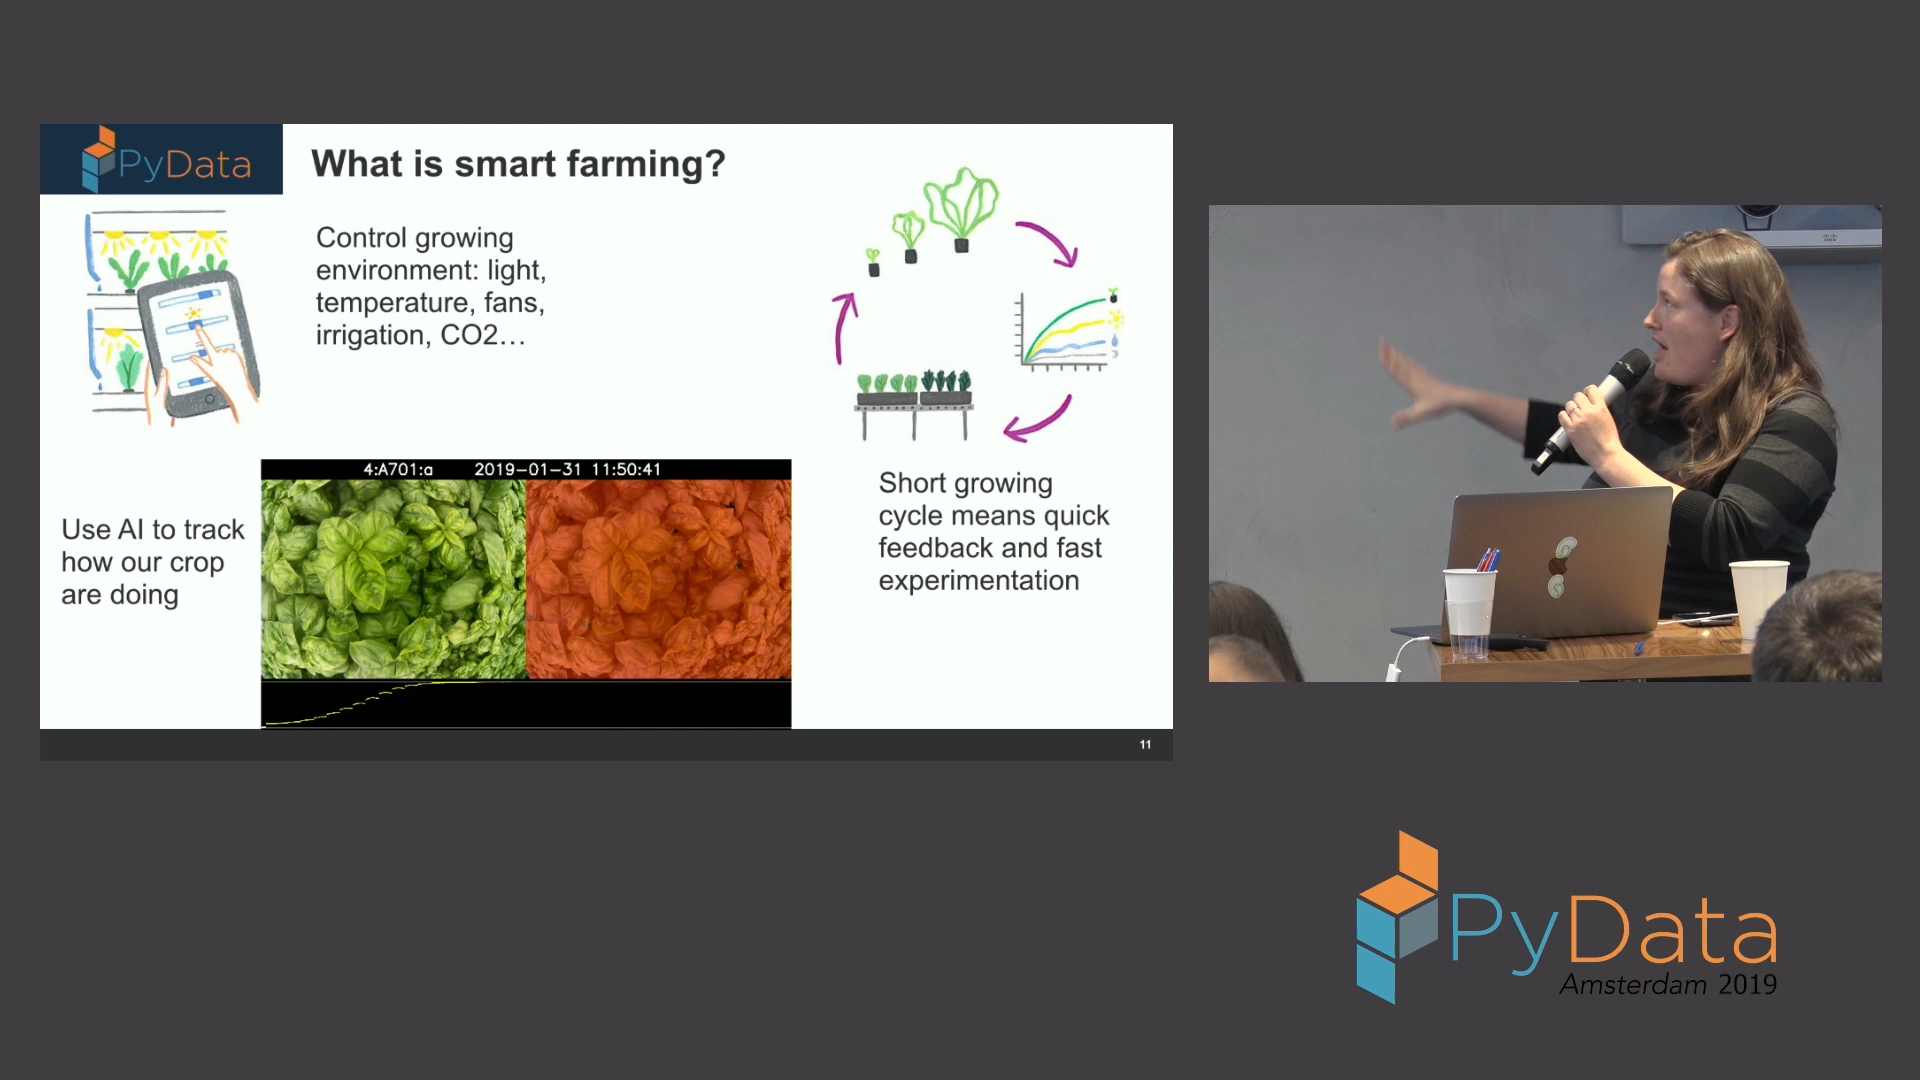 PyData
What is smart farming?
Control growing
environment: light,
temperature, fans,
irrigation, CO2...
4:A701:a 2019-01-31 11:50:41
Use AI to track
how our crop
are doing
Short growing
cycle means quick
feedback and fast
experimentation
11
PyData
Amsterdam 2019